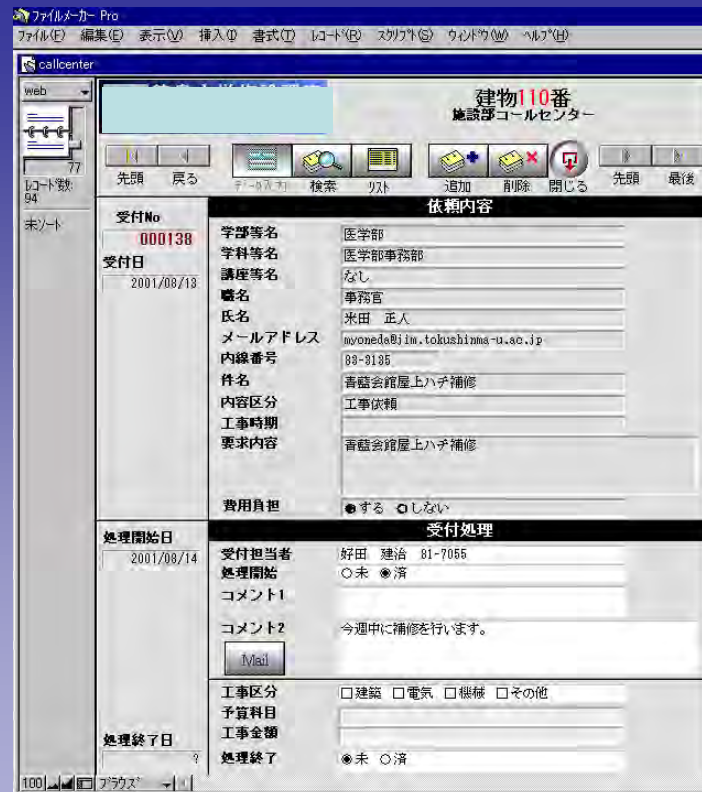 ファイルメーカー Pro
ファイル(F) 編集(E) 表示(V) 挿入(I) 書式(T) レコード(R) スクリプト(S) ウィンドウ(W) ヘルプ(H)
callcenter
web
建物110番
施設部コールセンター
77
レコード数:
94
未ソート
先頭 戻る データ入力 検索 リスト 追加 削除 閉じる 先頭 最後
依頼内容
受付No
000138
受付日
2001/08/13
学部等名 医学部
学科等名 医学部事務部
講座等名 なし
職名 事務官
氏名 米田 正人
メールアドレス myoneda@jim.tokushinma-u.ac.jp
内線番号 83-3135
件名 青藍会館屋上ハチ補修
内容区分 工事依頼
工事時期
要求内容 青藍会館屋上ハチ補修
費用負担 する しない
受付処理
処理開始日
2001/08/14
受付担当者 好田 建治 81-7055
処理開始 未 済
コメント1
コメント2 今週中に補修を行います。
Mail
工事区分 建築 電気 機械 その他
予算科目
工事金額
処理終了日
?
処理終了 未 済
100 ブラウズ